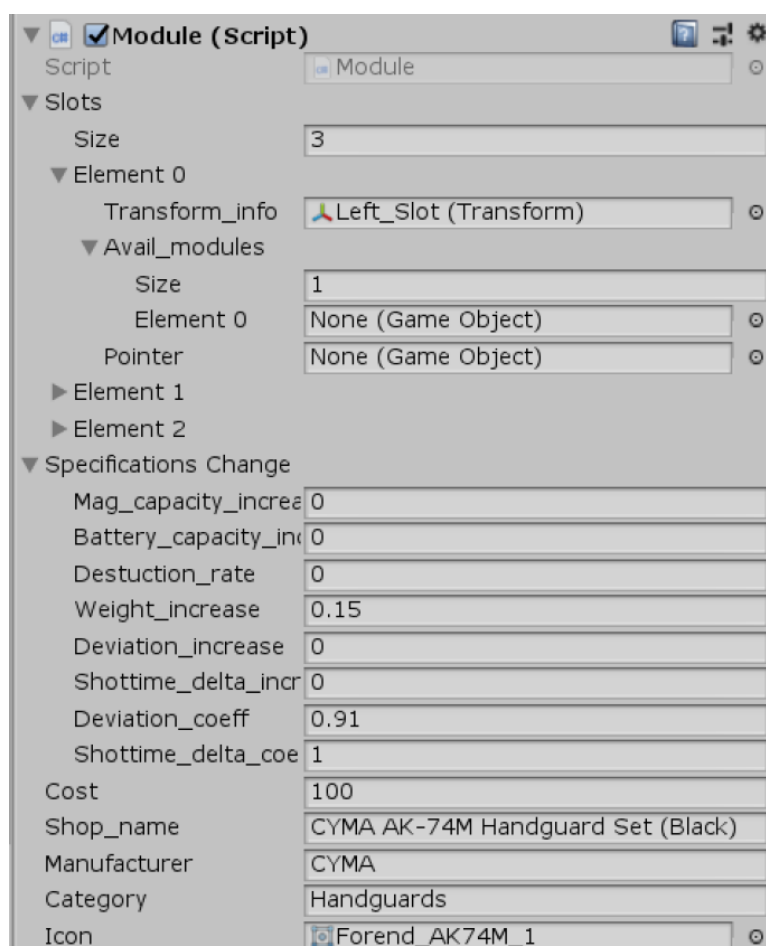 Module (Script)
Script Module
Slots
Size 3
Element 0
Transform_info Left_Slot (Transform)
Avail_modules
Size 1
Element 0 None (Game Object)
Pointer None (Game Object)
Element 1
Element 2
Specifications Change
Mag_capacity_increa 0
Battery_capacity_in 0
Destuction_rate 0
Weight_increase 0.15
Deviation_increase 0
Shottime_delta_incr 0
Deviation_coeff 0.91
Shottime_delta_coe 1
Cost 100
Shop_name CYMA AK-74M Handguard Set (Black)
Manufacturer CYMA
Category Handguards
Icon Forend_AK74M_1